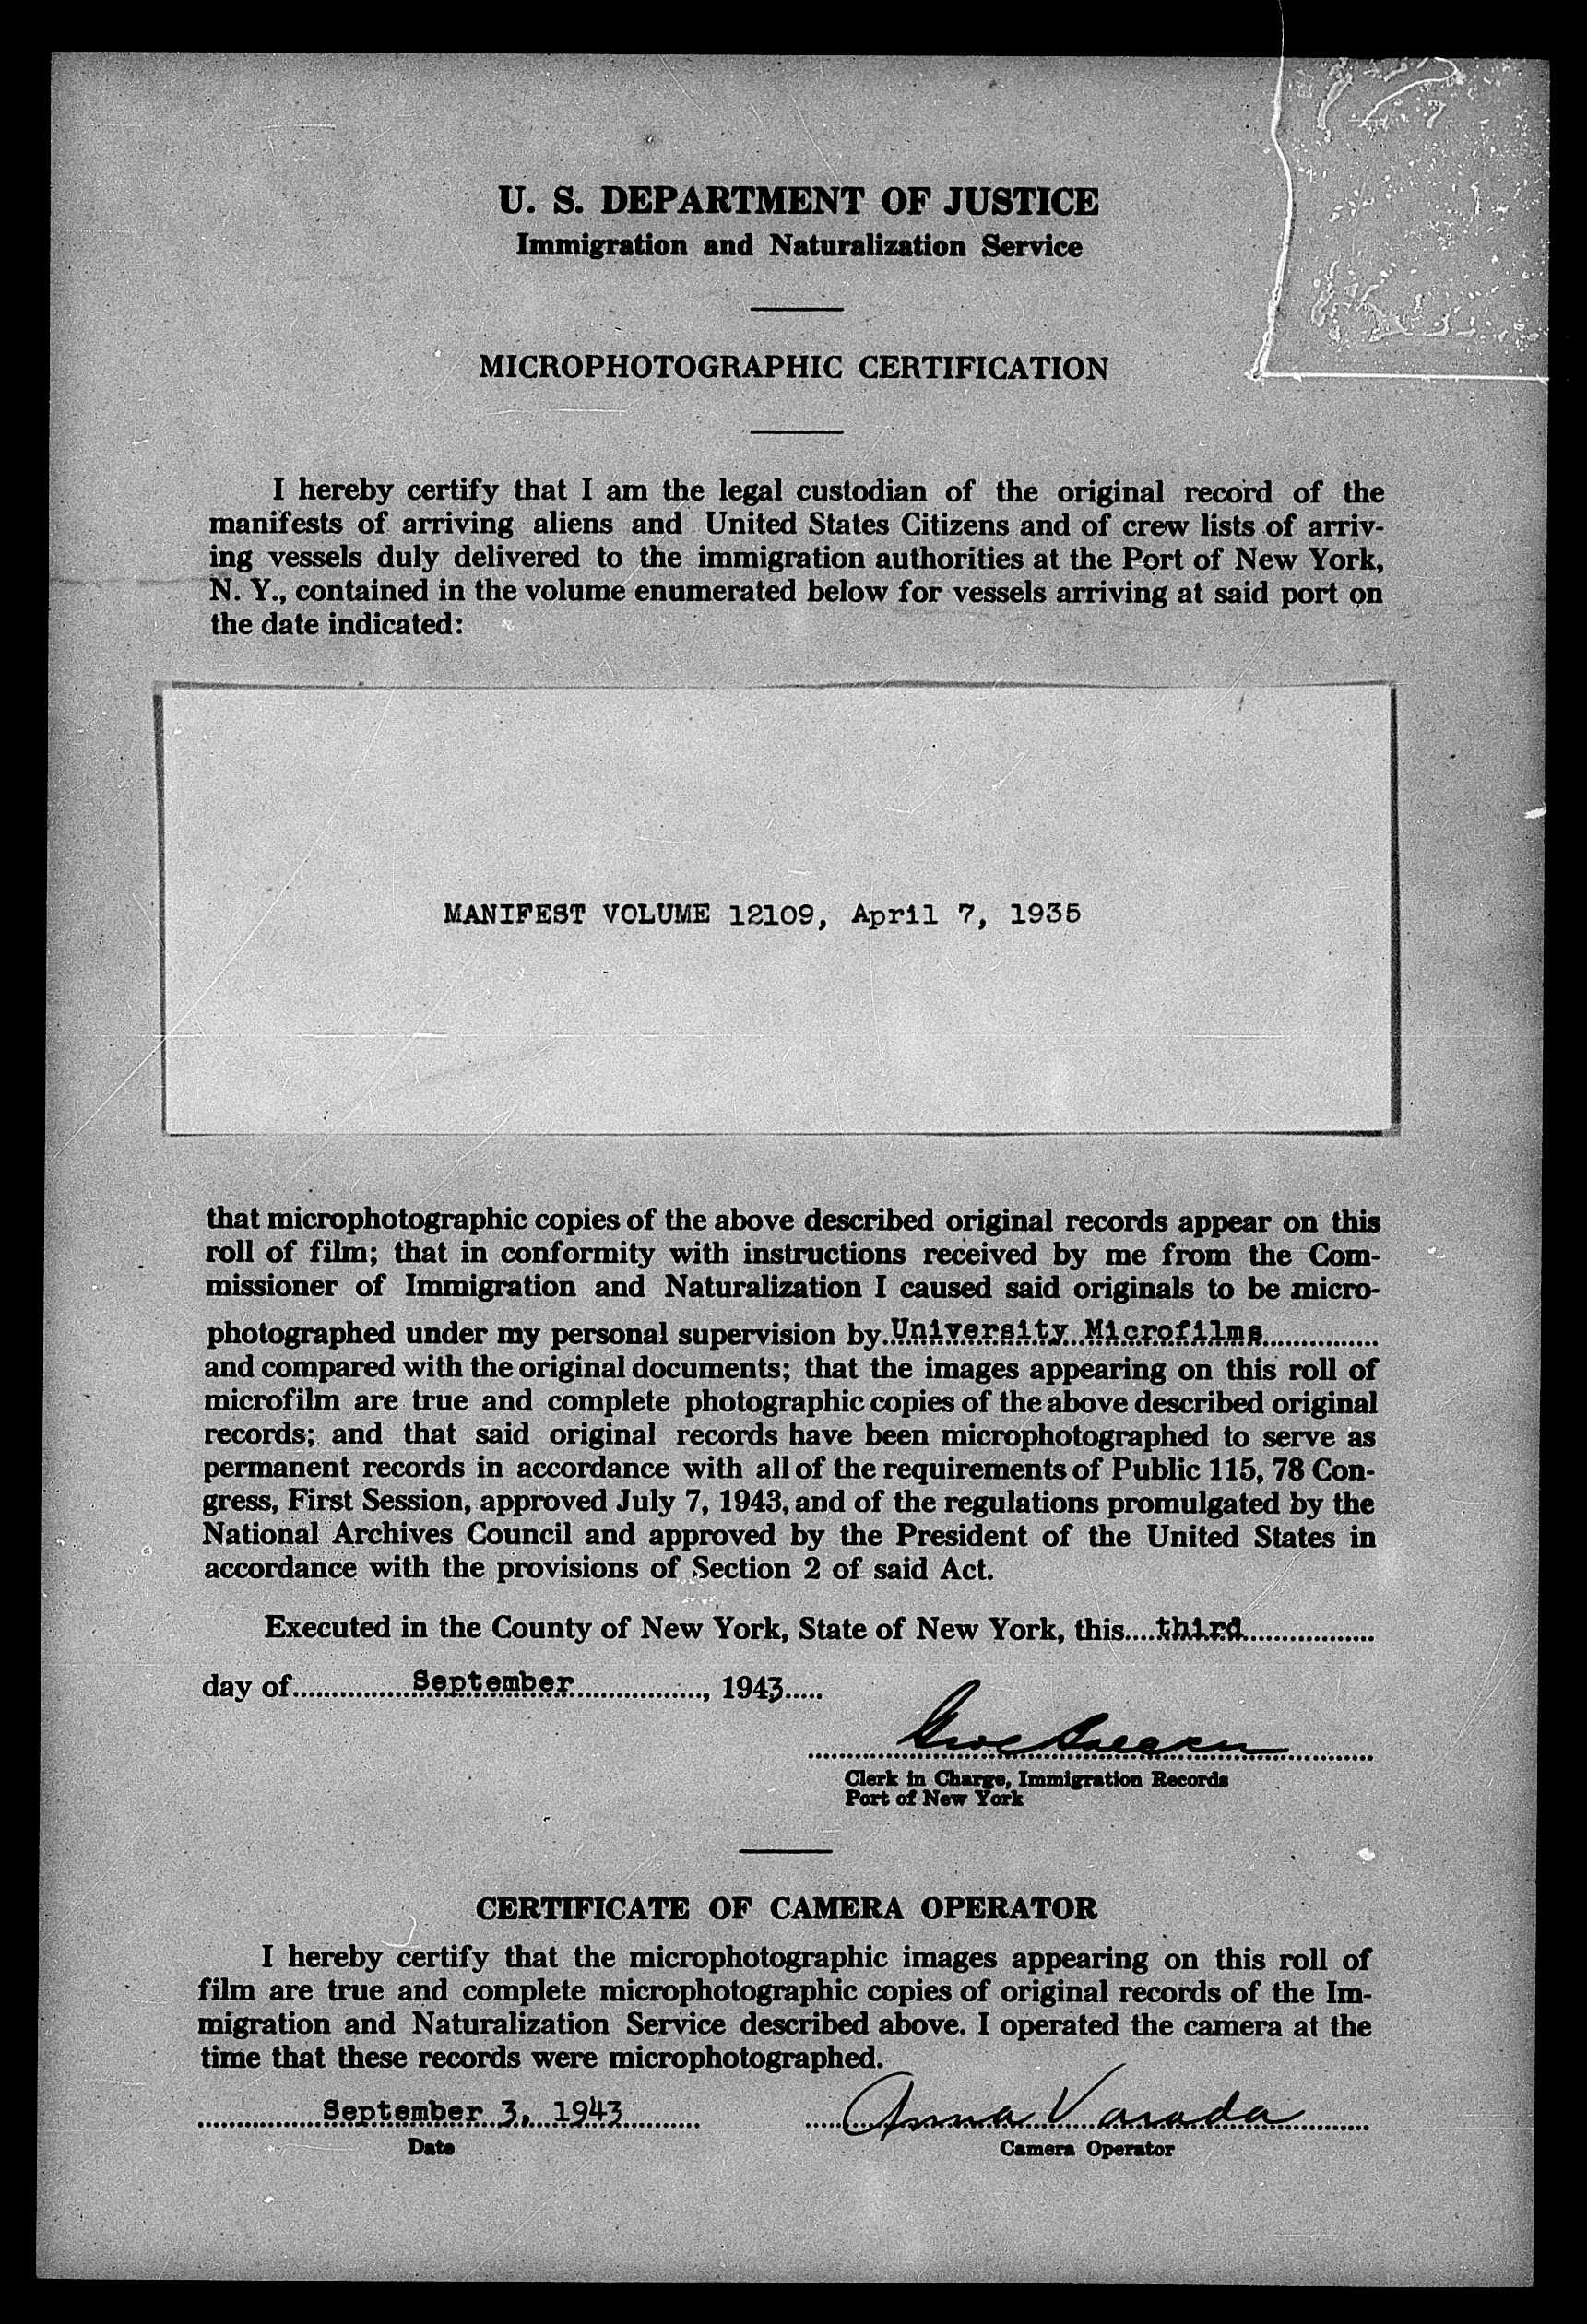 U. S. DEPARTMENT OF JUSTICE
Immigration and Naturalization Service
MICROPHOTOGRAPHIC CERTIFICATION
I hereby certify that I am the legal custodian of the original record of the
manifests of arriving aliens and United States Citizens and of crew lists of arriv-
ing vessels duly delivered to the immigration authorities at the Port of New York,
N. Y., contained in the volume enumerated below for vessels arriving at said port on
the date indicated:
MANIFEST VOLUME 12109, April 7, 1935
that microphotographic copies of the above described original records appear on this
roll of film; that in conformity with instructions received by me from the Com-
missioner of Immigration and Naturalization I caused said originals to be micro-
photographed under my personal supervision by..University Microfilms...............
and compared with the original documents; that the images appearing on this roll of
microfilm are true and complete photographic copies of the above described original
records; and that said original records have been microphotographed to serve as
permanent records in accordance with all of the requirements of Public 115, 78 Con-
gress, First Session, approved July 7, 1943, and of the regulations promulgated by the
National Archives Council and approved by the President of the United States in
accordance with the provisions of Section 2 of said Act.
Executed in the County of New York, State of New York, this....third.................
day of................September................., 1943.....
Clerk in Charge, Immigration Records
Port of New York
CERTIFICATE OF CAMERA OPERATOR
I hereby certify that the microphotographic images appearing on this roll of
film are true and complete microphotographic copies of original records of the Im-
migration and Naturalization Service described above. I operated the camera at the
time that these records were microphotographed.
September 3, 1943 Anna Varada
Date Camera Operator